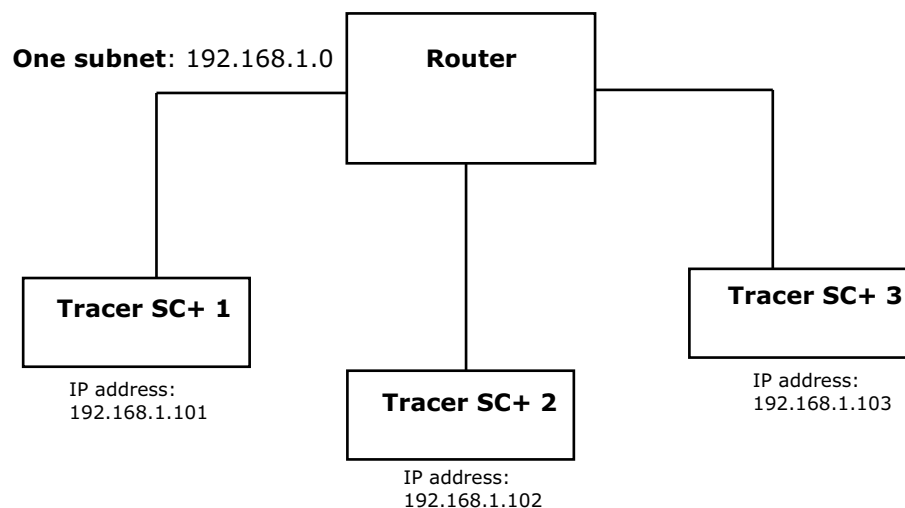 One subnet: 192.168.1.0
Router
Tracer SC+ 1
IP address:
192.168.1.101
Tracer SC+ 2
IP address:
192.168.1.102
Tracer SC+ 3
IP address:
192.168.1.103